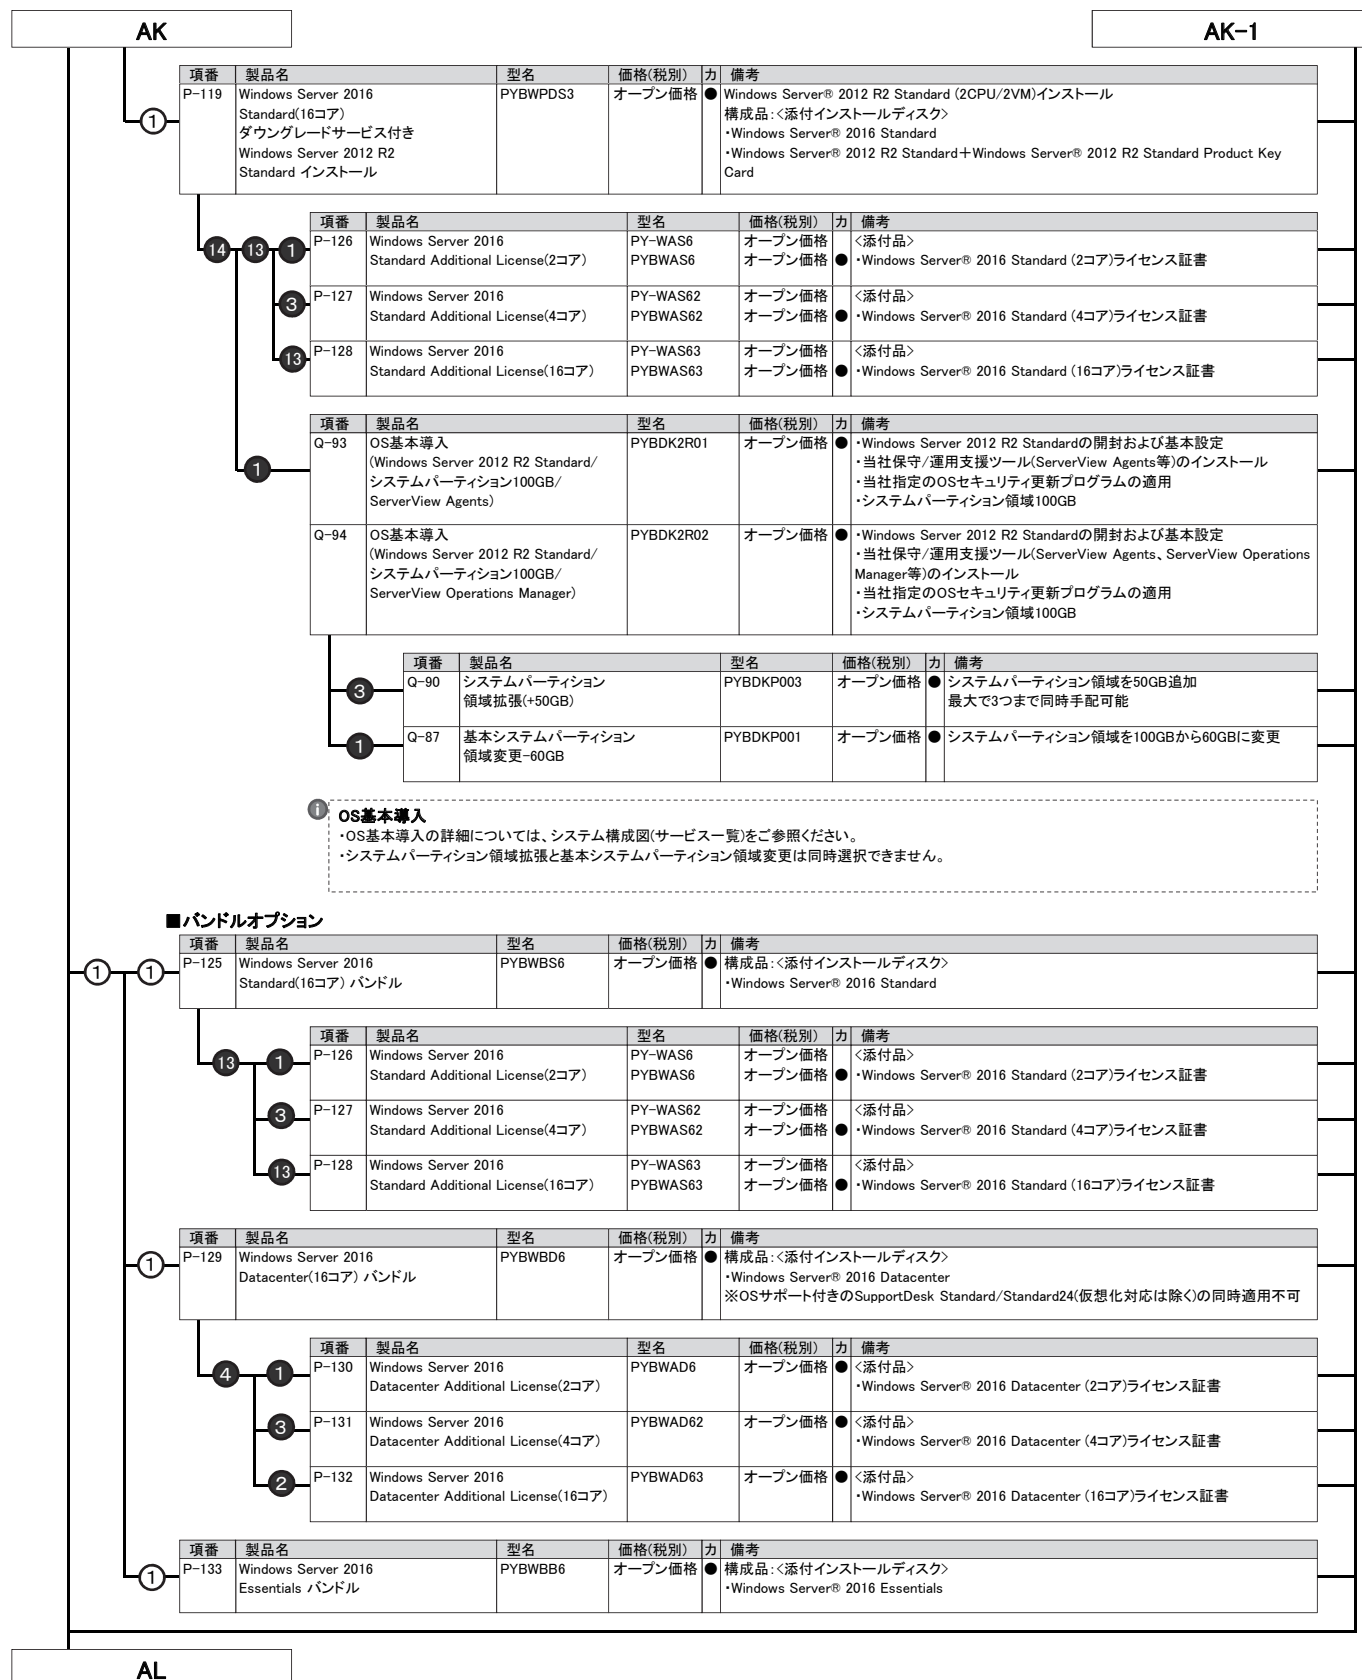 AK
AK-1
項番 製品名 型名 価格(税別) カ 備考
P-119 Windows Server 2016 PYBWPDS3 オープン価格 ● Windows Server® 2012 R2 Standard (2CPU/2VM)インストール
Standard(16コア) 構成品:<添付インストールディスク>
ダウングレードサービス付き ・Windows Server® 2016 Standard
Windows Server 2012 R2 ・Windows Server® 2012 R2 Standard+Windows Server® 2012 R2 Standard Product Key
Standard インストール Card
1
項番 製品名 型名 価格(税別) カ 備考
14 13 1 P-126 Windows Server 2016 PY-WAS6 オープン価格 <添付品>
Standard Additional License(2コア) PYBWAS6 オープン価格 ● ・Windows Server® 2016 Standard (2コア)ライセンス証書
3 P-127 Windows Server 2016 PY-WAS62 オープン価格 <添付品>
Standard Additional License(4コア) PYBWAS62 オープン価格 ● ・Windows Server® 2016 Standard (4コア)ライセンス証書
13 P-128 Windows Server 2016 PY-WAS63 オープン価格 <添付品>
Standard Additional License(16コア) PYBWAS63 オープン価格 ● ・Windows Server® 2016 Standard (16コア)ライセンス証書
項番 製品名 型名 価格(税別) カ 備考
Q-93 OS基本導入 PYBDK2R01 オープン価格 ● ・Windows Server 2012 R2 Standardの開封および基本設定
(Windows Server 2012 R2 Standard/ ・当社保守/運用支援ツール(ServerView Agents等)のインストール
1 システムパーティション100GB/ ・当社指定のOSセキュリティ更新プログラムの適用
ServerView Agents) ・システムパーティション領域100GB
Q-94 OS基本導入 PYBDK2R02 オープン価格 ● ・Windows Server 2012 R2 Standardの開封および基本設定
(Windows Server 2012 R2 Standard/ ・当社保守/運用支援ツール(ServerView Agents、ServerView Operations
システムパーティション100GB/ Manager等)のインストール
ServerView Operations Manager) ・当社指定のOSセキュリティ更新プログラムの適用
・システムパーティション領域100GB
項番 製品名 型名 価格(税別) カ 備考
3 Q-90 システムパーティション PYBDKP003 オープン価格 ● システムパーティション領域を50GB追加
領域拡張(+50GB) 最大で3つまで同時手配可能
1 Q-87 基本システムパーティション PYBDKP001 オープン価格 ● システムパーティション領域を100GBから60GBに変更
領域変更-60GB
i OS基本導入
・OS基本導入の詳細については、システム構成図(サービス一覧)をご参照ください。
・システムパーティション領域拡張と基本システムパーティション領域変更は同時選択できません。
■バンドルオプション
項番 製品名 型名 価格(税別) カ 備考
1 1 P-125 Windows Server 2016 PYBWBS6 オープン価格 ● 構成品:<添付インストールディスク>
Standard(16コア) バンドル ・Windows Server® 2016 Standard
項番 製品名 型名 価格(税別) カ 備考
13 1 P-126 Windows Server 2016 PY-WAS6 オープン価格 <添付品>
Standard Additional License(2コア) PYBWAS6 オープン価格 ● ・Windows Server® 2016 Standard (2コア)ライセンス証書
3 P-127 Windows Server 2016 PY-WAS62 オープン価格 <添付品>
Standard Additional License(4コア) PYBWAS62 オープン価格 ● ・Windows Server® 2016 Standard (4コア)ライセンス証書
13 P-128 Windows Server 2016 PY-WAS63 オープン価格 <添付品>
Standard Additional License(16コア) PYBWAS63 オープン価格 ● ・Windows Server® 2016 Standard (16コア)ライセンス証書
項番 製品名 型名 価格(税別) カ 備考
1 P-129 Windows Server 2016 PYBWBD6 オープン価格 ● 構成品:<添付インストールディスク>
Datacenter(16コア) バンドル ・Windows Server® 2016 Datacenter
※OSサポート付きのSupportDesk Standard/Standard24(仮想化対応は除く)の同時適用不可
項番 製品名 型名 価格(税別) カ 備考
4 1 P-130 Windows Server 2016 PYBWAD6 オープン価格 ● <添付品>
Datacenter Additional License(2コア) ・Windows Server® 2016 Datacenter (2コア)ライセンス証書
3 P-131 Windows Server 2016 PYBWAD62 オープン価格 ● <添付品>
Datacenter Additional License(4コア) ・Windows Server® 2016 Datacenter (4コア)ライセンス証書
2 P-132 Windows Server 2016 PYBWAD63 オープン価格 ● <添付品>
Datacenter Additional License(16コア) ・Windows Server® 2016 Datacenter (16コア)ライセンス証書
項番 製品名 型名 価格(税別) カ 備考
1 P-133 Windows Server 2016 PYBWBB6 オープン価格 ● 構成品:<添付インストールディスク>
Essentials バンドル ・Windows Server® 2016 Essentials
AL